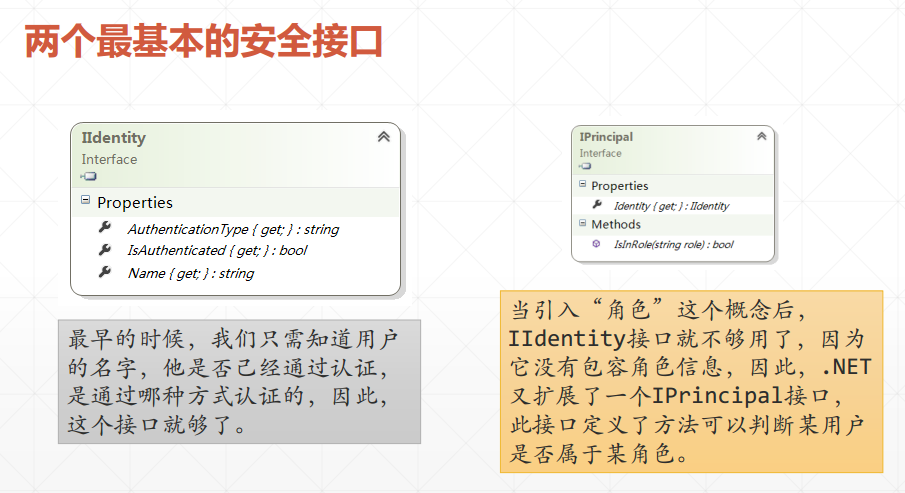 两个最基本的安全接口
IIdentity
Interface
Properties
AuthenticationType { get; } : string
IsAuthenticated { get; } : bool
Name { get; } : string
最早的时候，我们只需知道用户
的名字，他是否已经通过认证，
是通过哪种方式认证的，因此，
这个接口就够了。
IPrincipal
Interface
Properties
Identity { get; } : IIdentity
Methods
IsInRole(string role) : bool
当引入“角色”这个概念后，
IIdentity接口就不够用了，因为
它没有包容角色信息，因此，.NET
又扩展了一个IPrincipal接口，
此接口定义了方法可以判断某用户
是否属于某角色。